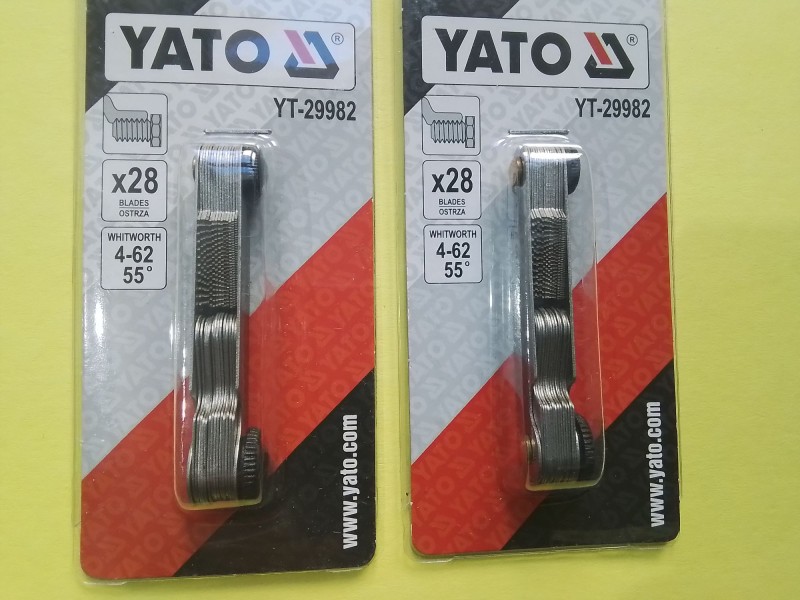 YATO ®
YT-29982
x28
BLADES
OSTRZA
WHITWORTH
4-62
55°
www.yato.com
YATO ®
YT-29982
x28
BLADES
OSTRZA
WHITWORTH
4-62
55°
www.yato.com